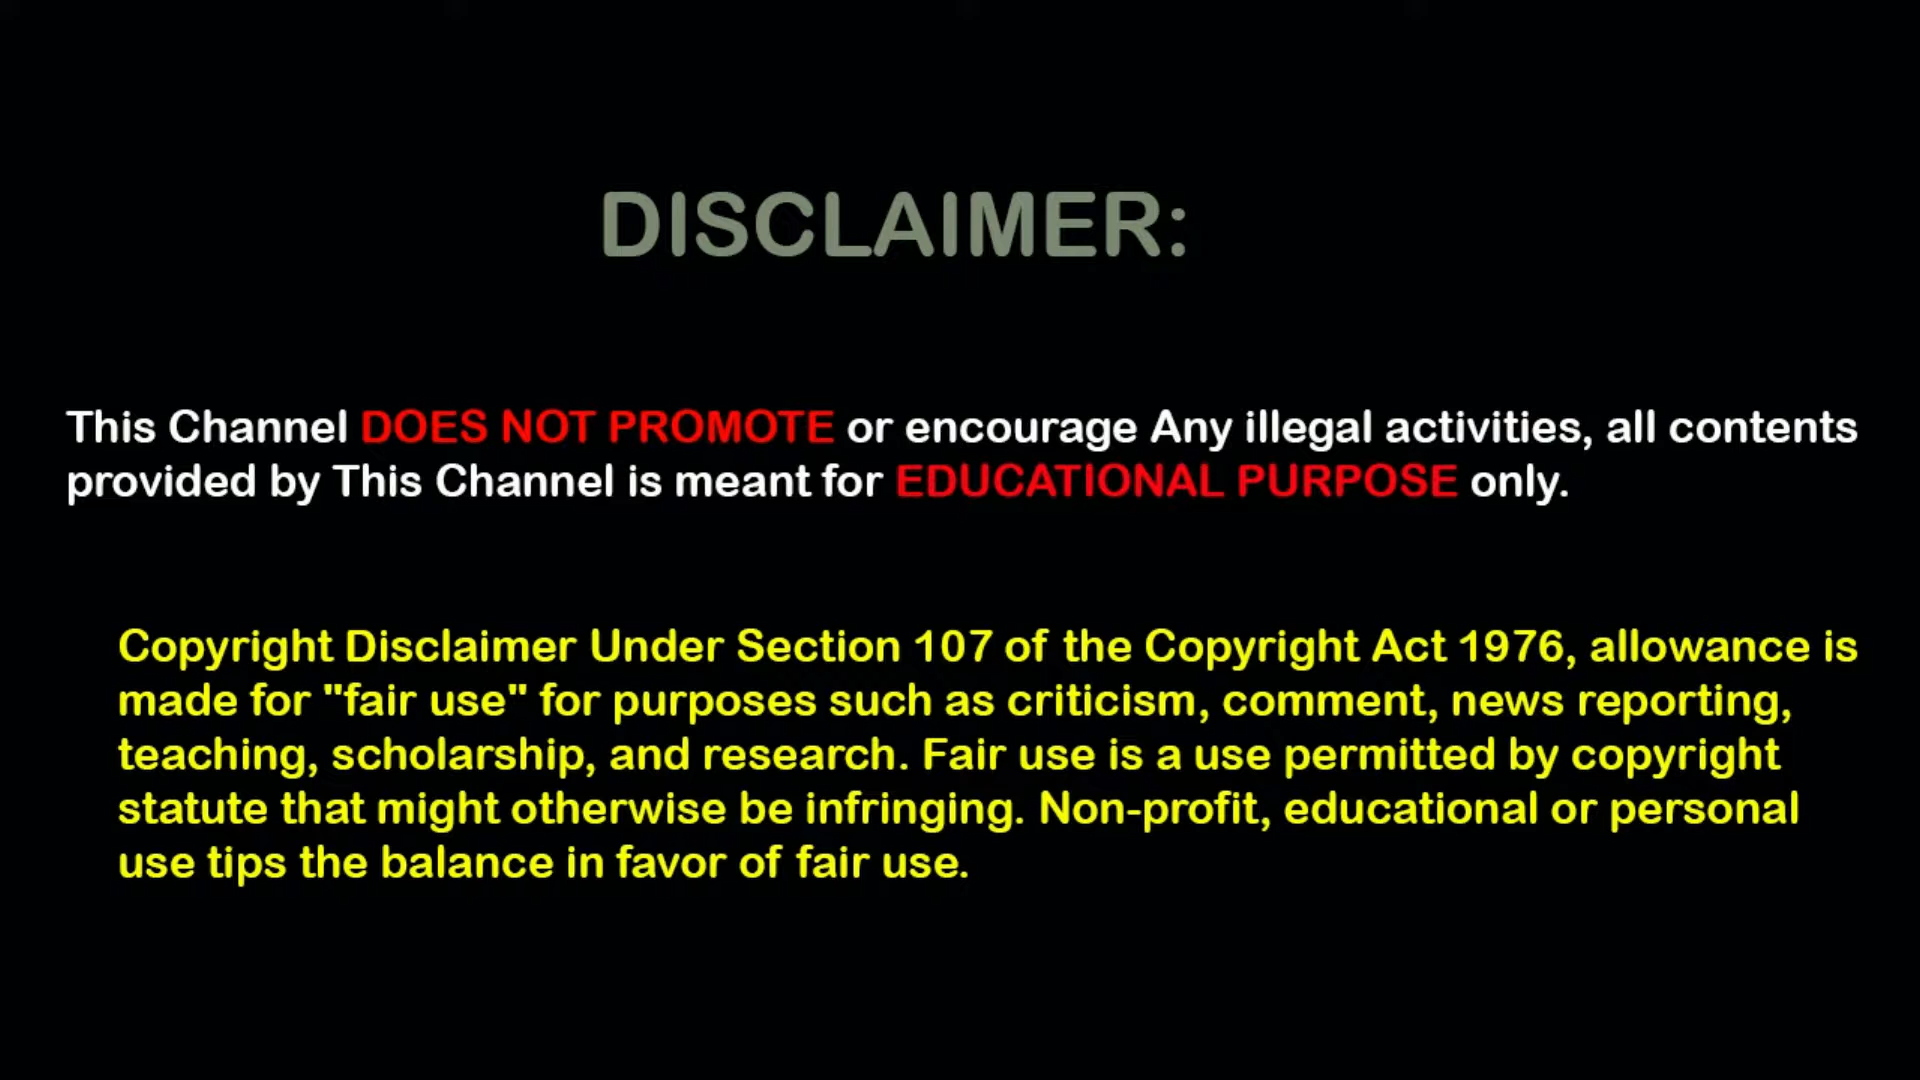 DISCLAIMER:
This Channel DOES NOT PROMOTE or encourage Any illegal activities, all contents
provided by This Channel is meant for EDUCATIONAL PURPOSE only.
Copyright Disclaimer Under Section 107 of the Copyright Act 1976, allowance is
made for "fair use" for purposes such as criticism, comment, news reporting,
teaching, scholarship, and research. Fair use is a use permitted by copyright
statute that might otherwise be infringing. Non-profit, educational or personal
use tips the balance in favor of fair use.